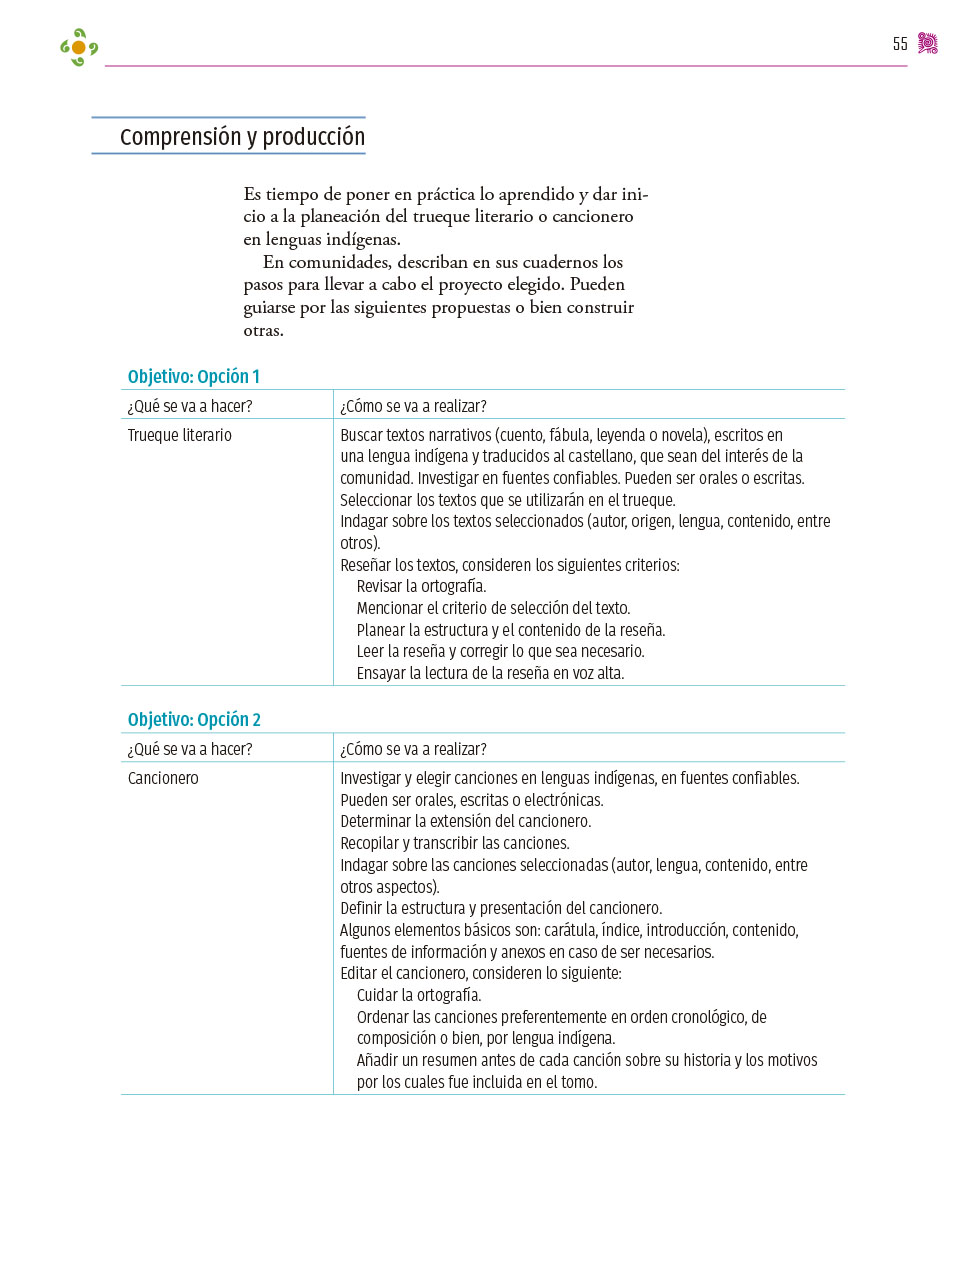 55
Comprensión y producción
Es tiempo de poner en práctica lo aprendido y dar ini-
cio a la planeación del trueque literario o cancionero
en lenguas indígenas.
En comunidades, describan en sus cuadernos los
pasos para llevar a cabo el proyecto elegido. Pueden
guiarse por las siguientes propuestas o bien construir
otras.
Objetivo: Opción 1
¿Qué se va a hacer?
¿Cómo se va a realizar?
Trueque literario
Buscar textos narrativos (cuento, fábula, leyenda o novela), escritos en
una lengua indígena y traducidos al castellano, que sean del interés de la
comunidad. Investigar en fuentes confiables. Pueden ser orales o escritas.
Seleccionar los textos que se utilizarán en el trueque.
Indagar sobre los textos seleccionados (autor, origen, lengua, contenido, entre
otros).
Reseñar los textos, consideren los siguientes criterios:
Revisar la ortografía.
Mencionar el criterio de selección del texto.
Planear la estructura y el contenido de la reseña.
Leer la reseña y corregir lo que sea necesario.
Ensayar la lectura de la reseña en voz alta.
Objetivo: Opción 2
¿Qué se va a hacer?
¿Cómo se va a realizar?
Cancionero
Investigar y elegir canciones en lenguas indígenas, en fuentes confiables.
Pueden ser orales, escritas o electrónicas.
Determinar la extensión del cancionero.
Recopilar y transcribir las canciones.
Indagar sobre las canciones seleccionadas (autor, lengua, contenido, entre
otros aspectos).
Definir la estructura y presentación del cancionero.
Algunos elementos básicos son: carátula, índice, introducción, contenido,
fuentes de información y anexos en caso de ser necesarios.
Editar el cancionero, consideren lo siguiente:
Cuidar la ortografía.
Ordenar las canciones preferentemente en orden cronológico, de
composición o bien, por lengua indígena.
Añadir un resumen antes de cada canción sobre su historia y los motivos
por los cuales fue incluida en el tomo.